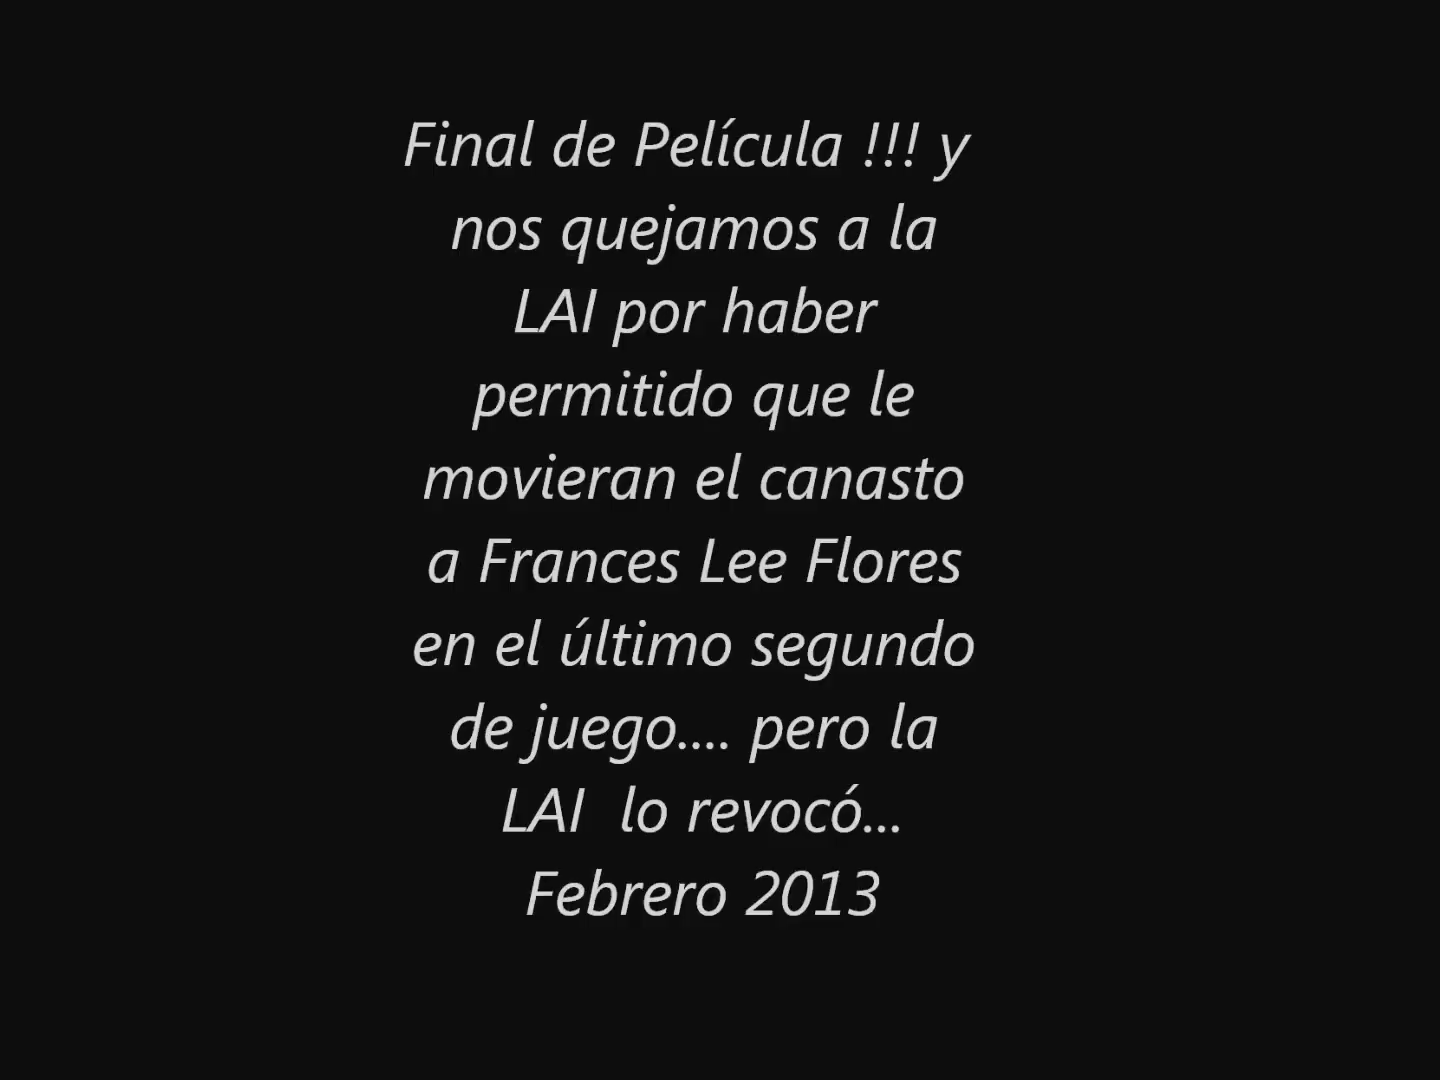 Final de Película !!! y
nos quejamos a la
LAI por haber
permitido que le
movieran el canasto
a Frances Lee Flores
en el último segundo
de juego.... pero la
LAI  lo revocó...
Febrero 2013